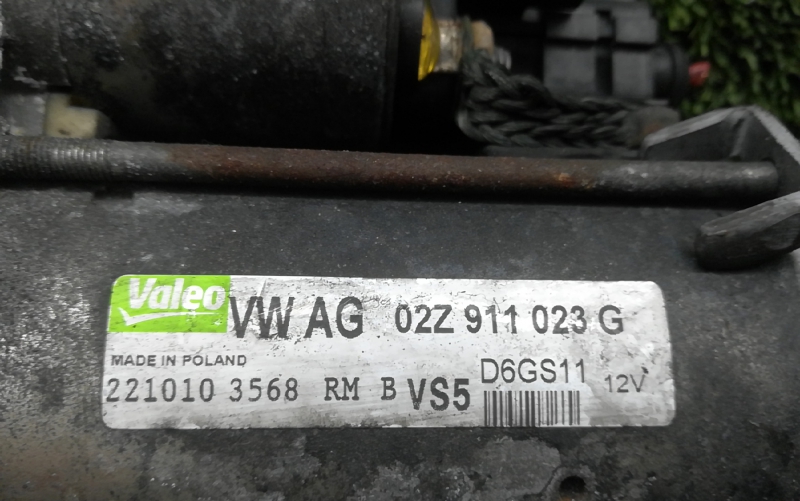 Valeo VW AG 02Z 911 023 G
MADE IN POLAND
221010 3568 RM B VS5 D6GS11 12V